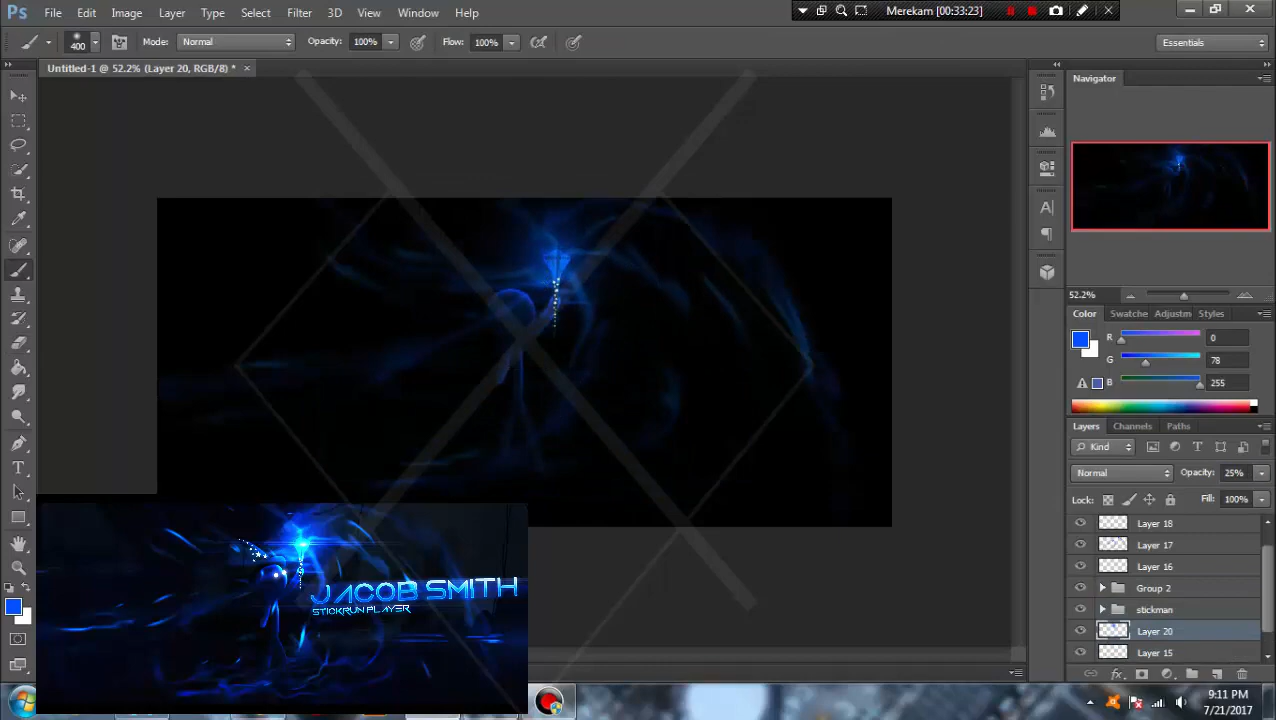 Ps File Edit Image Layer Type Select Filter 3D View Window Help
Merekam [00:33:23]
400 Mode: Normal Opacity: 100% Flow: 100% Essentials
Untitled-1 @ 52.2% (Layer 20, RGB/8) * ×
Navigator
52.2%
Color Swatche Adjustm Styles
R 0
G 78
B 255
Layers Channels Paths
Kind
Normal Opacity: 25%
Lock: Fill: 100%
Layer 18
Layer 17
Layer 16
Group 2
stickman
Layer 20
Layer 15
JACOB SMITH
STICKRUN PLAYER
9:11 PM
7/21/2017